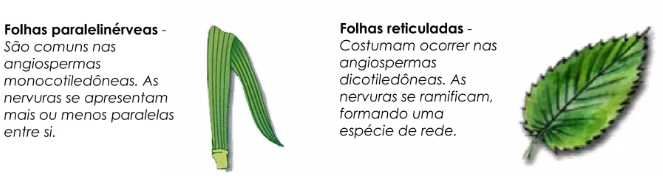 Folhas paralelinérveas -
São comuns nas
angiospermas
monocotiledôneas. As
nervuras se apresentam
mais ou menos paralelas
entre si.
Folhas reticuladas -
Costumam ocorrer nas
angiospermas
dicotiledôneas. As
nervuras se ramificam,
formando uma
espécie de rede.